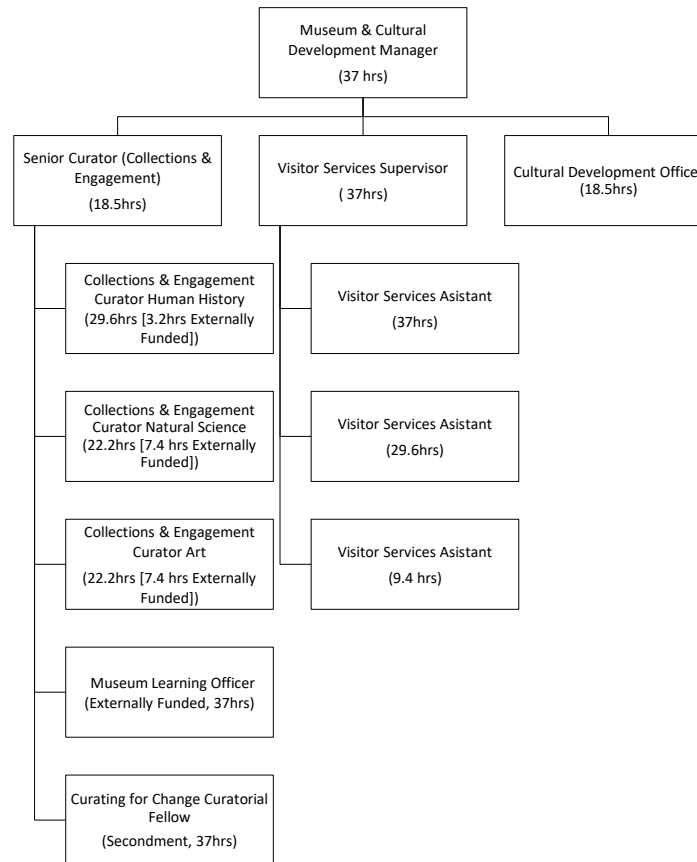 Museum & Cultural
Development Manager
(37 hrs)
Senior Curator (Collections &
Engagement)
(18.5hrs)
Visitor Services Supervisor
( 37hrs)
Cultural Development Office
(18.5hrs)
Collections & Engagement
Curator Human History
(29.6hrs [3.2hrs Externally
Funded])
Visitor Services Asistant
(37hrs)
Collections & Engagement
Curator Natural Science
(22.2hrs [7.4 hrs Externally
Funded])
Visitor Services Asistant
(29.6hrs)
Collections & Engagement
Curator Art
(22.2hrs [7.4 hrs Externally
Funded])
Visitor Services Asistant
(9.4 hrs)
Museum Learning Officer
(Externally Funded, 37hrs)
Curating for Change Curatorial
Fellow
(Secondment, 37hrs)